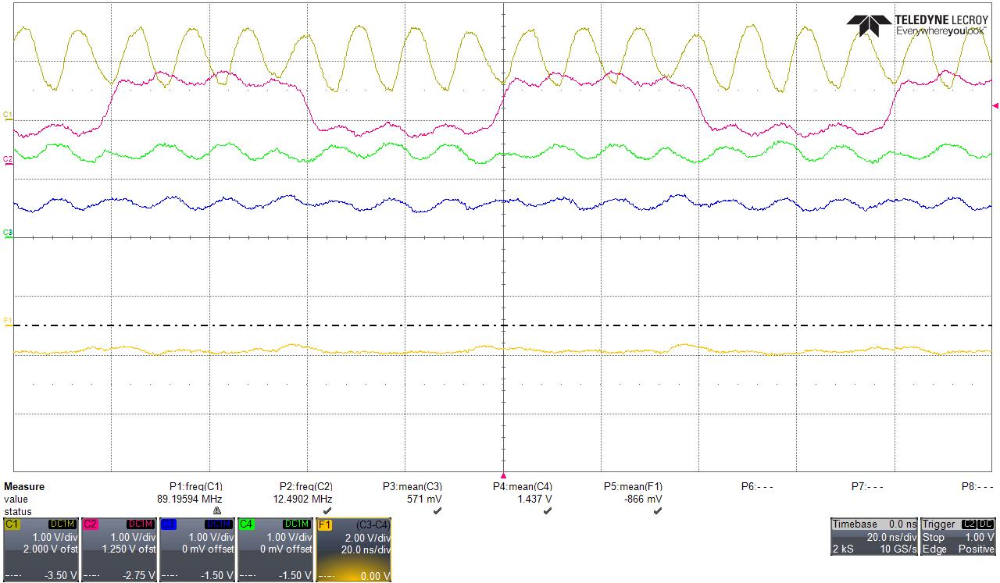 TELEDYNE LECROY
Everywhereyoulook™
C1
C2
C3
F1
Measure P1:freq(C1) P2:freq(C2) P3:mean(C3) P4:mean(C4) P5:mean(F1) P6:- - - P7:- - - P8:- - -
value 89.19594 MHz 12.4902 MHz 571 mV 1.437 V -866 mV
status
C1 DC1M C2 DC1M C3 DC1M C4 DC1M F1 (C3-C4) Timebase 0.0 ns Trigger C2 DC
1.00 V/div 1.00 V/div 1.00 V/div 1.00 V/div 2.00 V/div 20.0 ns/div Stop 1.00 V
2.000 V ofst 1.250 V ofst 0 mV offset 0 mV offset 20.0 ns/div 2 kS 10 GS/s Edge Positive
-3.50 V -2.75 V -1.50 V -1.50 V 0.00 V